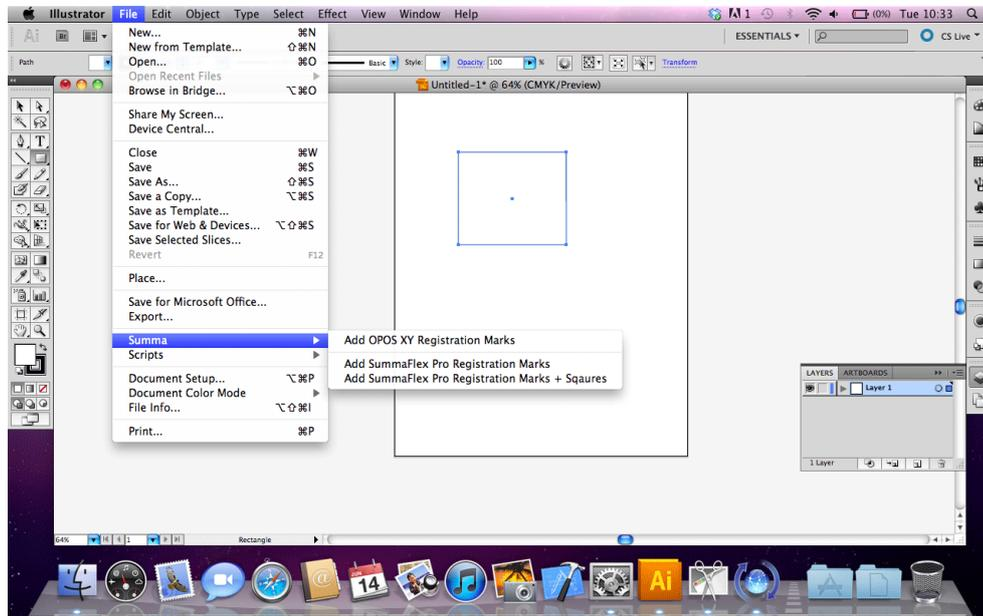 Illustrator File Edit Object Type Select Effect View Window Help 1 (0%) Tue 10:33
Ai Br ESSENTIALS CS Live
Path Basic Style: Opacity: 100 % Transform
Untitled-1* @ 64% (CMYK/Preview)
New... ⌘N
New from Template... ⇧⌘N
Open... ⌘O
Open Recent Files
Browse in Bridge... ⌥⌘O
Share My Screen...
Device Central...
Close ⌘W
Save ⌘S
Save As... ⇧⌘S
Save a Copy... ⌥⌘S
Save as Template...
Save for Web & Devices... ⌥⇧⌘S
Save Selected Slices...
Revert F12
Place...
Save for Microsoft Office...
Export...
Summa
Scripts
Document Setup... ⌥⌘P
Document Color Mode
File Info... ⌥⇧⌘I
Print... ⌘P
Add OPOS XY Registration Marks
Add SummaFlex Pro Registration Marks
Add SummaFlex Pro Registration Marks + Sqaures
LAYERS ARTBOARDS
Layer 1
1 Layer
64% 1 Rectangle
14
Ai